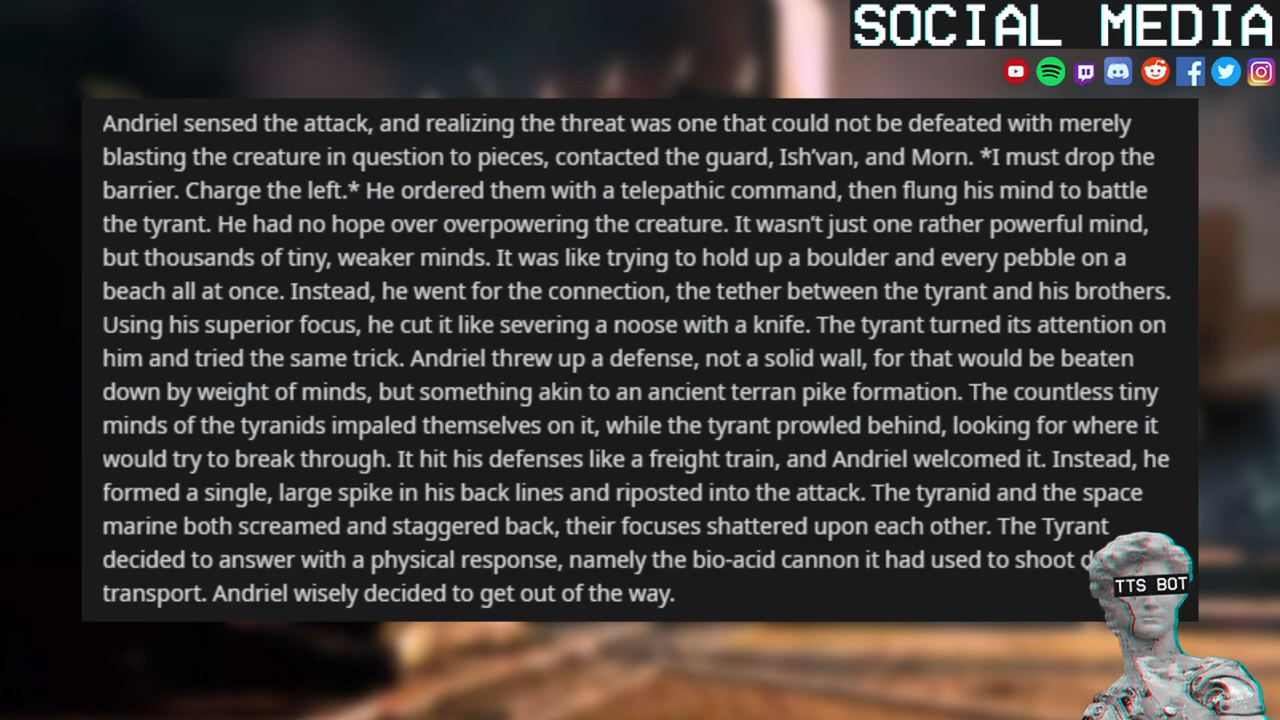 SOCIAL MEDIA
Andriel sensed the attack, and realizing the threat was one that could not be defeated with merely
blasting the creature in question to pieces, contacted the guard, Ish’van, and Morn. *I must drop the
barrier. Charge the left.* He ordered them with a telepathic command, then flung his mind to battle
the tyrant. He had no hope over overpowering the creature. It wasn’t just one rather powerful mind,
but thousands of tiny, weaker minds. It was like trying to hold up a boulder and every pebble on a
beach all at once. Instead, he went for the connection, the tether between the tyrant and his brothers.
Using his superior focus, he cut it like severing a noose with a knife. The tyrant turned its attention on
him and tried the same trick. Andriel threw up a defense, not a solid wall, for that would be beaten
down by weight of minds, but something akin to an ancient terran pike formation. The countless tiny
minds of the tyranids impaled themselves on it, while the tyrant prowled behind, looking for where it
would try to break through. It hit his defenses like a freight train, and Andriel welcomed it. Instead, he
formed a single, large spike in his back lines and riposted into the attack. The tyranid and the space
marine both screamed and staggered back, their focuses shattered upon each other. The Tyrant
decided to answer with a physical response, namely the bio-acid cannon it had used to shoot
transport. Andriel wisely decided to get out of the way.
TTS BOT